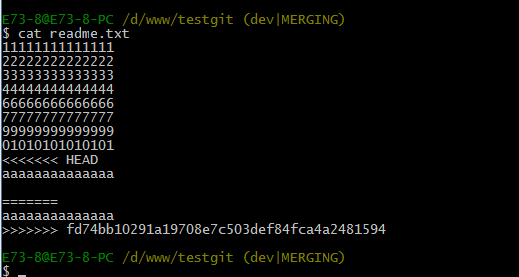 E73-8@E73-8-PC /d/www/testgit (dev|MERGING)
$ cat readme.txt
11111111111111
22222222222222
33333333333333
44444444444444
66666666666666
77777777777777
99999999999999
01010101010101
<<<<<<< HEAD
aaaaaaaaaaaaaa
=======
aaaaaaaaaaaaaa
>>>>>>> fd74bb10291a19708e7c503def84fca4a2481594
E73-8@E73-8-PC /d/www/testgit (dev|MERGING)
$ _